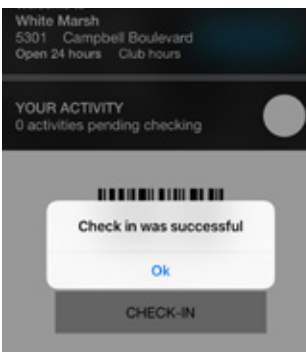 White Marsh
5301 Campbell Boulevard
Open 24 hours Club hours
YOUR ACTIVITY
0 activities pending checking
Check in was successful
Ok
CHECK-IN